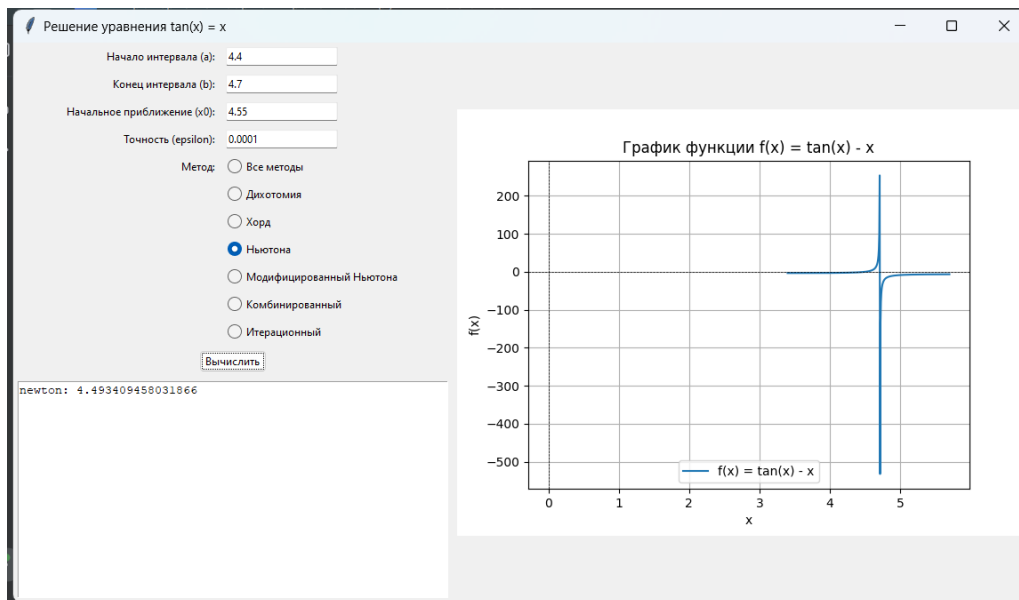 Решение уравнения tan(x) = x
Начало интервала (a): 4.4
Конец интервала (b): 4.7
Начальное приближение (x0): 4.55
Точность (epsilon): 0.0001
Метод: Все методы
Дихотомия
Хорд
Ньютона
Модифицированный Ньютона
Комбинированный
Итерационный
Вычислить
newton: 4.493409458031866
График функции f(x) = tan(x) - x
200
100
0
−100
−200
−300
−400
−500
f(x)
f(x) = tan(x) - x
0 1 2 3 4 5
x